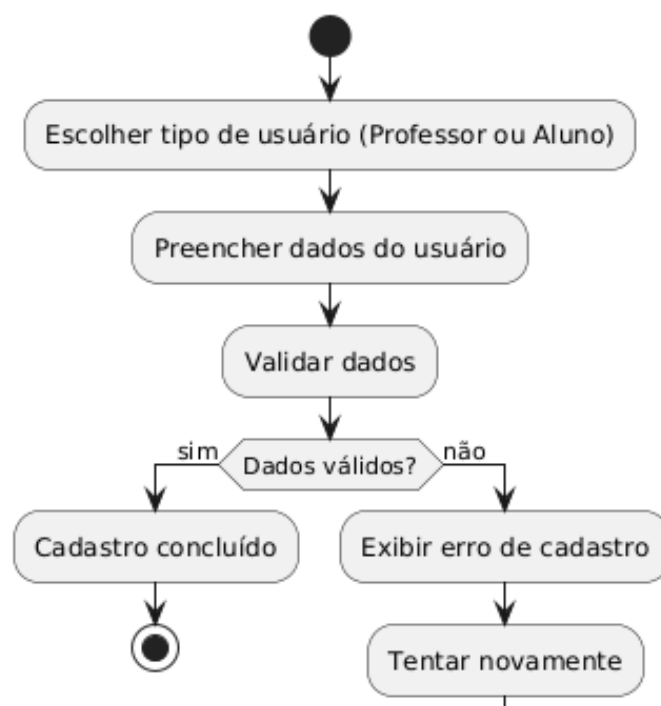 Escolher tipo de usuário (Professor ou Aluno)
Preencher dados do usuário
Validar dados
sim
Dados válidos?
não
Cadastro concluído
Exibir erro de cadastro
Tentar novamente